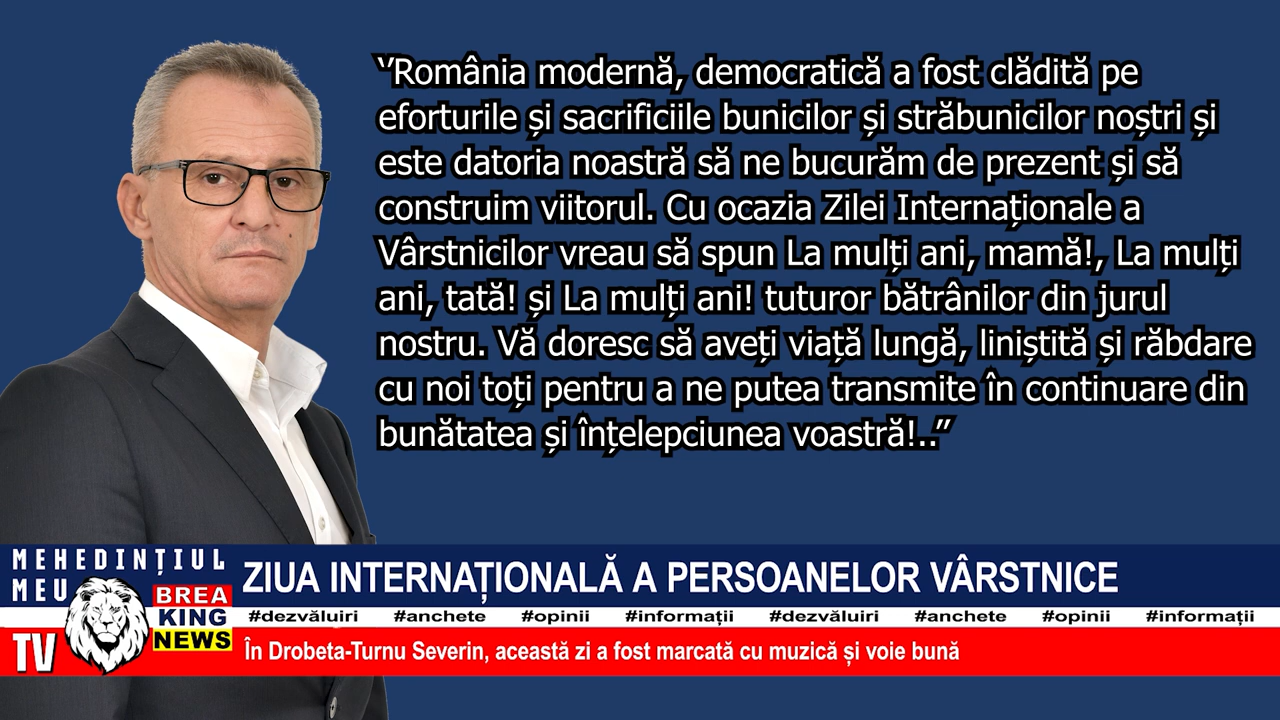 ‘’România modernă, democratică a fost clădită pe
eforturile și sacrificiile bunicilor și străbunicilor noștri și
este datoria noastră să ne bucurăm de prezent și să
construim viitorul. Cu ocazia Zilei Internaționale a
Vârstnicilor vreau să spun La mulți ani, mamă!, La mulți
ani, tată! și La mulți ani! tuturor bătrânilor din jurul
nostru. Vă doresc să aveți viață lungă, liniștită și răbdare
cu noi toți pentru a ne putea transmite în continuare din
bunătatea și înțelepciunea voastră!..’’
MEHEDINȚIUL
MEU
BREA
KING
NEWS
TV
ZIUA INTERNAȚIONALĂ A PERSOANELOR VÂRSTNICE
#dezvăluiri #anchete #opinii #informații #dezvăluiri #anchete #opinii #informații
În Drobeta-Turnu Severin, această zi a fost marcată cu muzică și voie bună